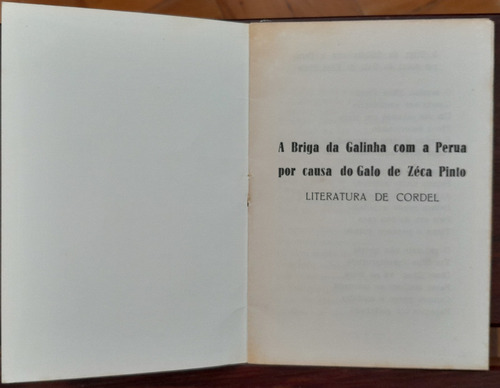 A Briga da Galinha com a Perua
por causa do Galo de Zéca Pinto
LITERATURA DE CORDEL